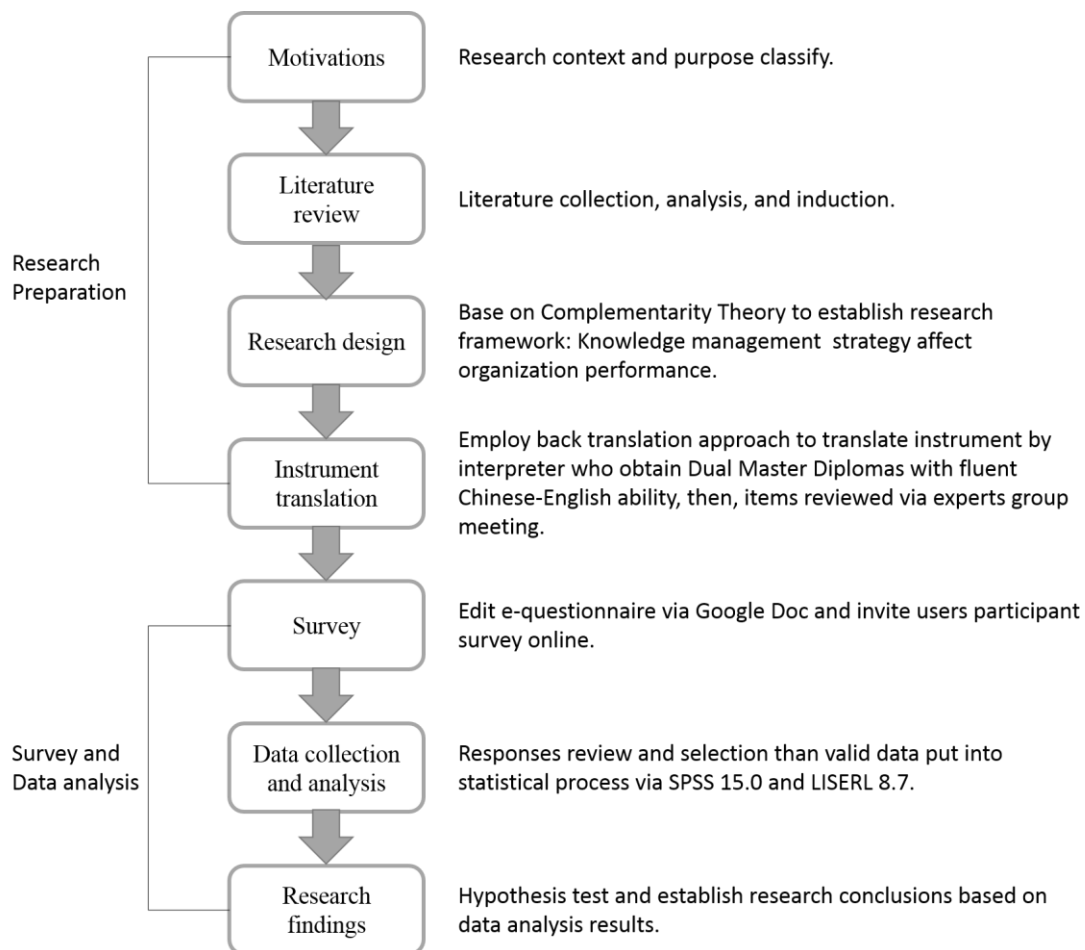 Motivations
Research context and purpose classify.
Literature
review
Literature collection, analysis, and induction.
Research
Preparation
Research design
Base on Complementarity Theory to establish research
framework: Knowledge management  strategy affect
organization performance.
Instrument
translation
Employ back translation approach to translate instrument by
interpreter who obtain Dual Master Diplomas with fluent
Chinese-English ability, then, items reviewed via experts group
meeting.
Survey
Edit e-questionnaire via Google Doc and invite users participant
survey online.
Survey and
Data analysis
Data collection
and analysis
Responses review and selection than valid data put into
statistical process via SPSS 15.0 and LISERL 8.7.
Research
findings
Hypothesis test and establish research conclusions based on
data analysis results.